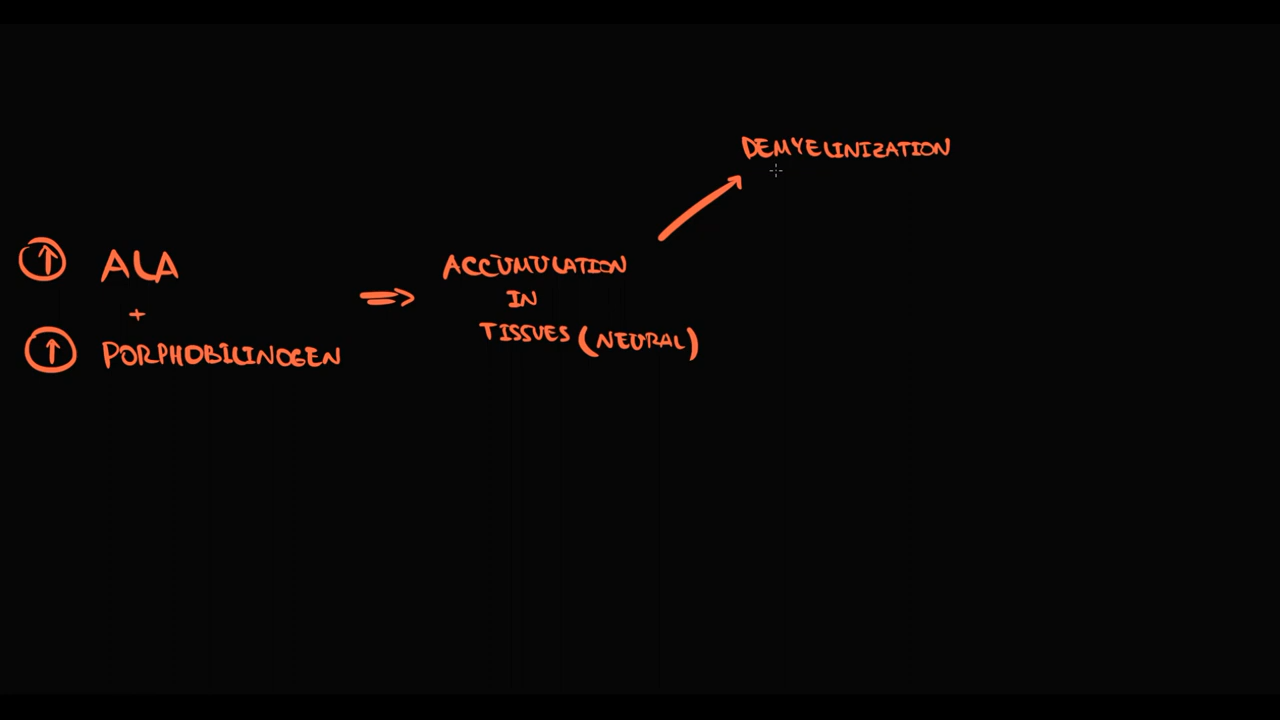 DEMYELINIZATION
↑ ALA
+
↑ PORPHOBILINOGEN
⇒
ACCUMULATION
IN
TISSUES (NEURAL)